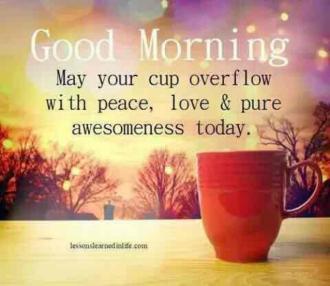 Good Morning
May your cup overflow
with peace, love & pure
awesomeness today.
lessonslearnedinlife.com